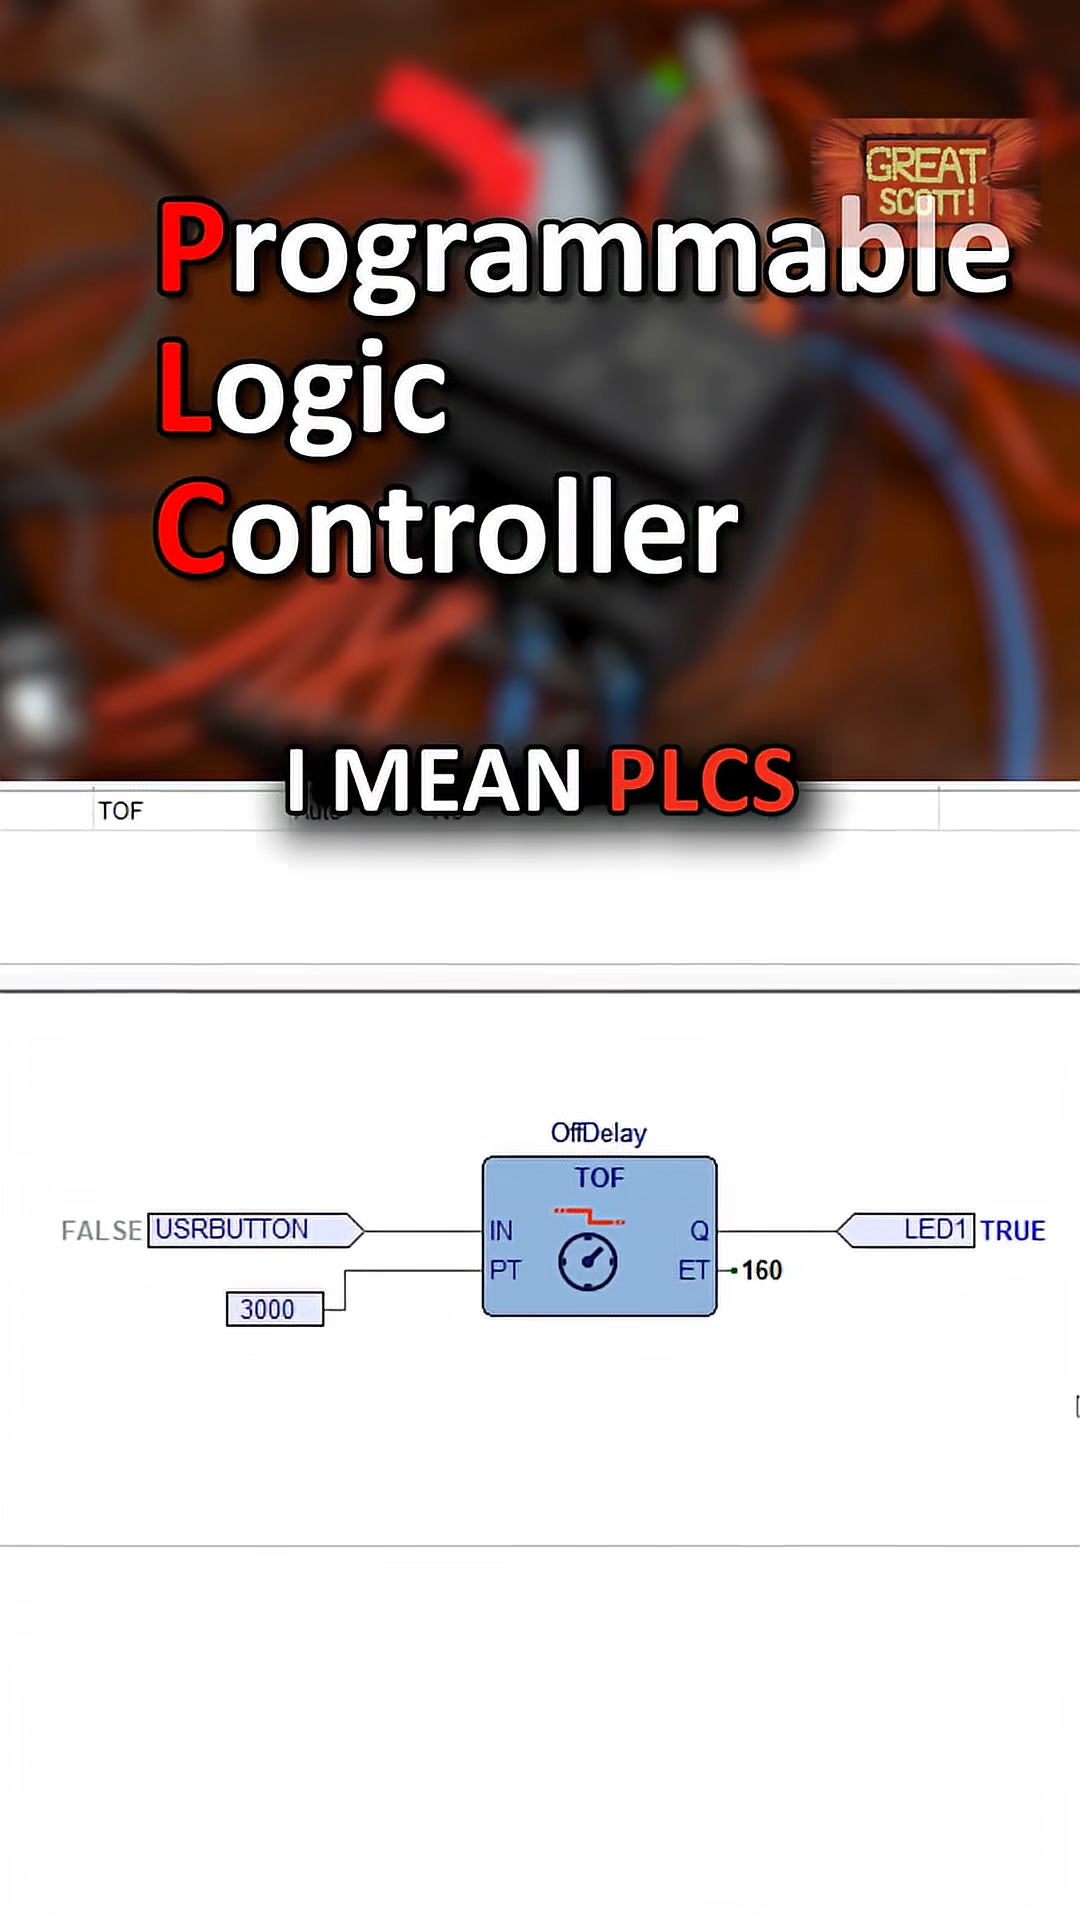 GREAT
SCOTT!
Programmable
Logic
Controller
I MEAN PLCS
TOF
OffDelay
TOF
FALSE USRBUTTON IN Q LED1 TRUE
PT ET 160
3000